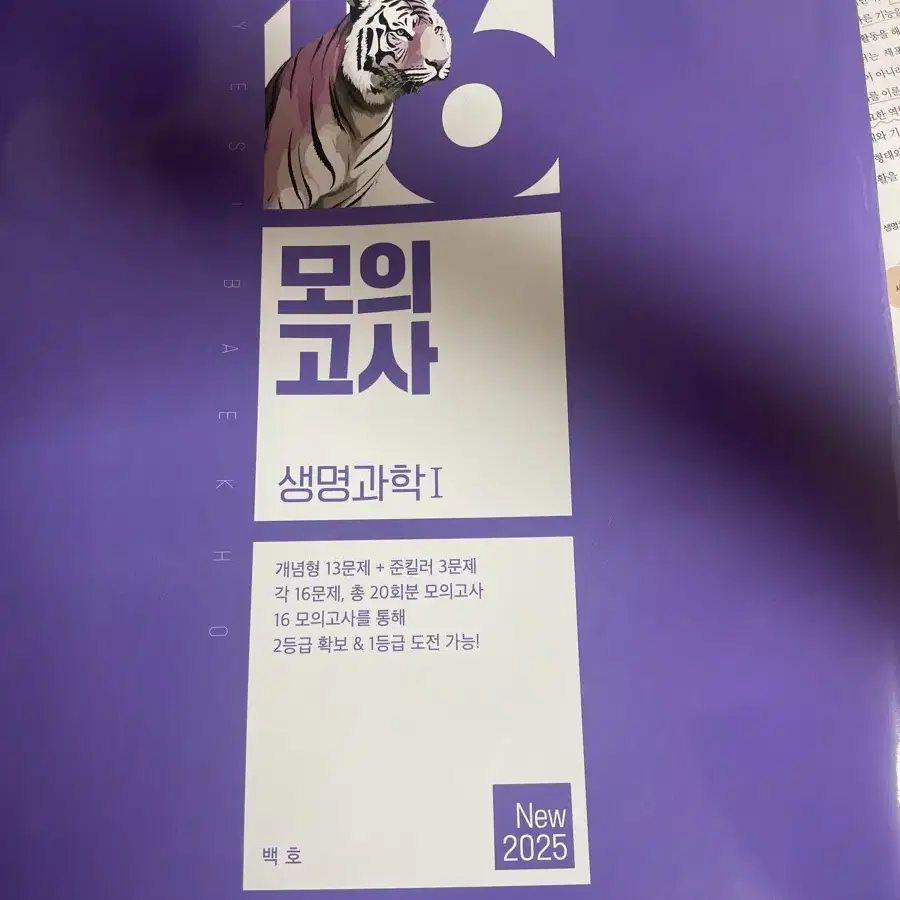 16
모의
고사
생명과학 I
개념형 13문제 + 준킬러 3문제
각 16문제, 총 20회분 모의고사
16 모의고사를 통해
2등급 확보 & 1등급 도전 가능!
백 호
New
2025
YES! BAEKHO